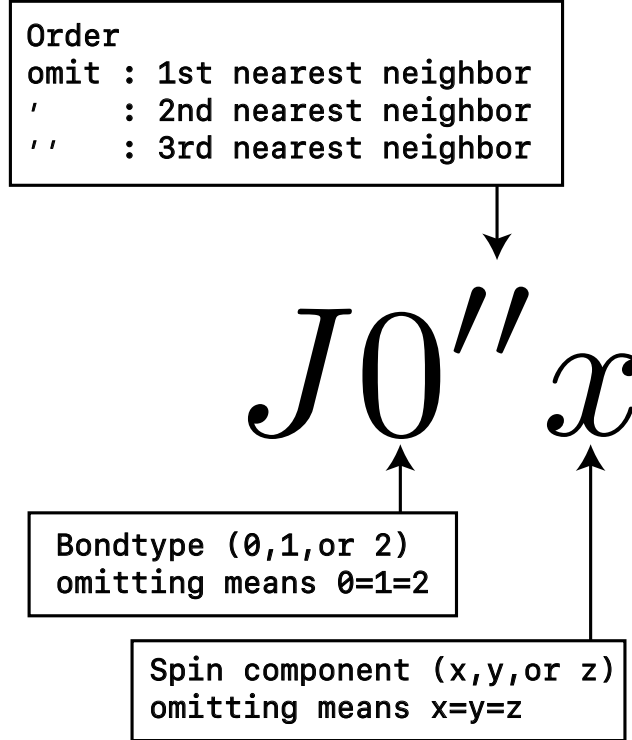 Order
omit : 1st nearest neighbor
′ : 2nd nearest neighbor
′′ : 3rd nearest neighbor
J0′′x
Bondtype (0,1,or 2)
omitting means 0=1=2
Spin component (x,y,or z)
omitting means x=y=z